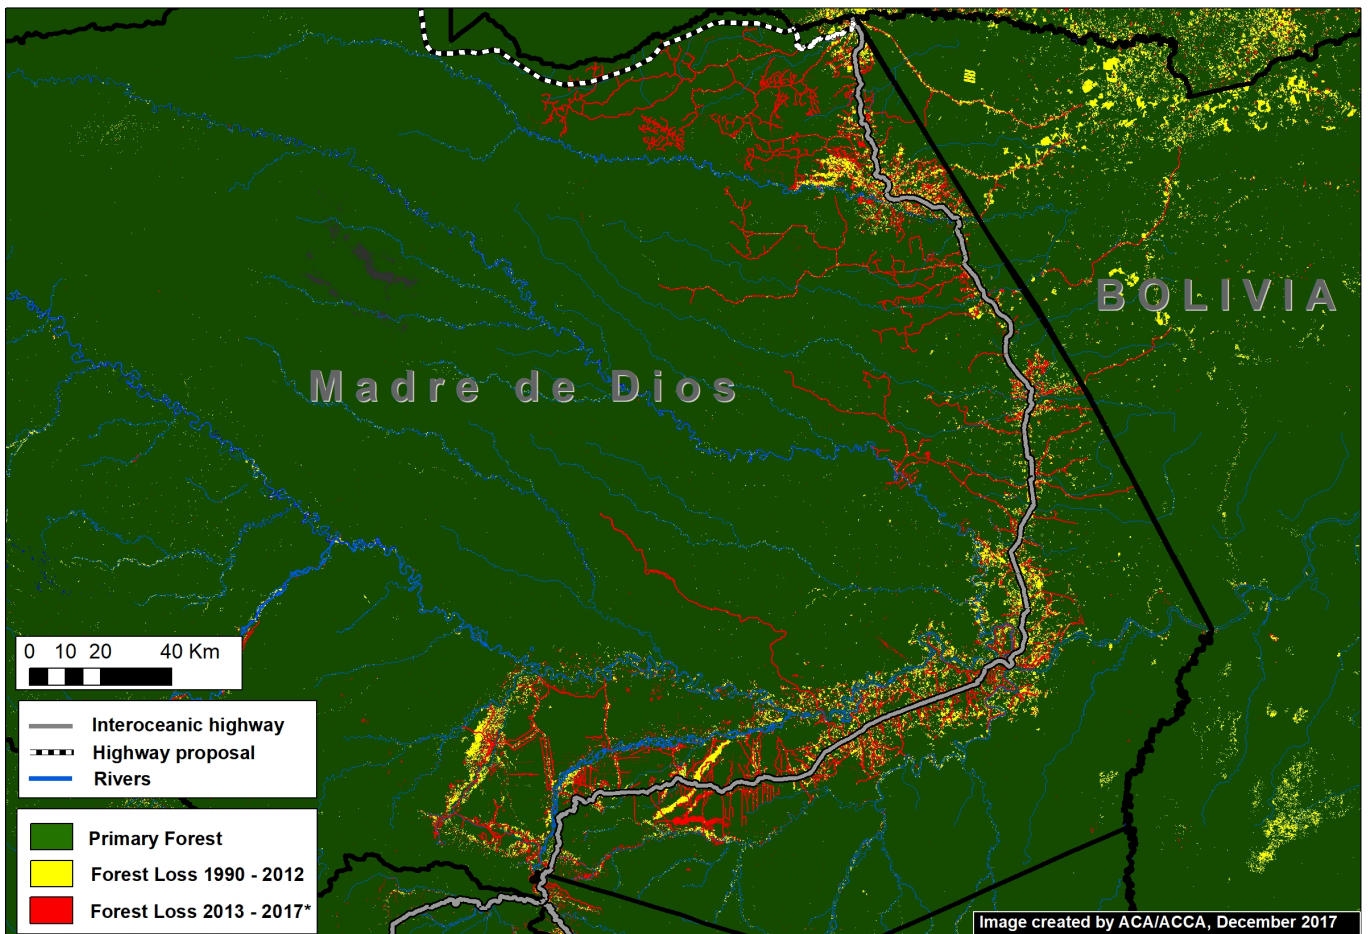 BOLIVIA
Madre de Dios
0 10 20 40 Km
Interoceanic highway
Highway proposal
Rivers
Primary Forest
Forest Loss 1990 - 2012
Forest Loss 2013 - 2017*
Image created by ACA/ACCA, December 2017